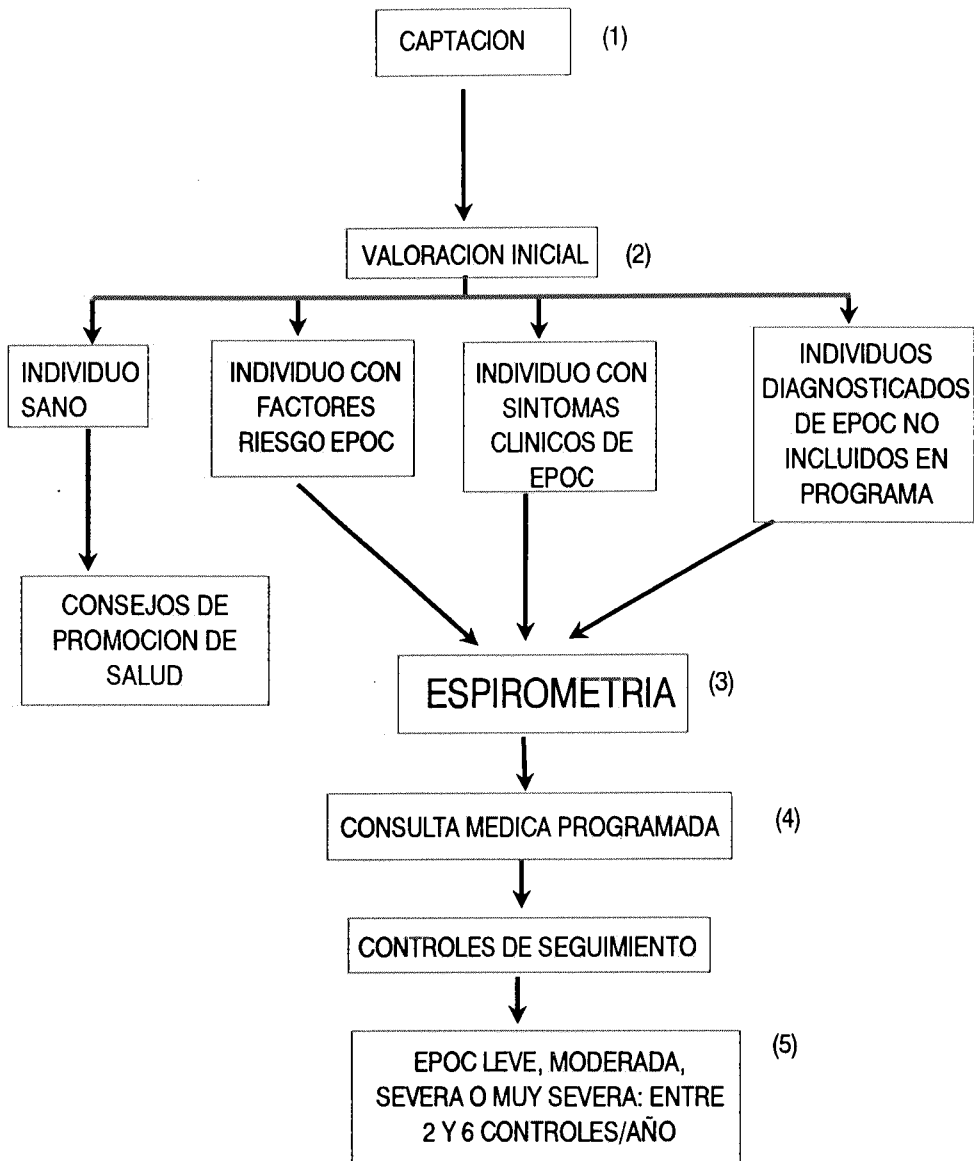 CAPTACION (1)
VALORACION INICIAL (2)
INDIVIDUO
SANO
INDIVIDUO CON
FACTORES
RIESGO EPOC
INDIVIDUO CON
SINTOMAS
CLINICOS DE
EPOC
INDIVIDUOS
DIAGNOSTICADOS
DE EPOC NO
INCLUIDOS EN
PROGRAMA
CONSEJOS DE
PROMOCION DE
SALUD
ESPIROMETRIA (3)
CONSULTA MEDICA PROGRAMADA (4)
CONTROLES DE SEGUIMIENTO
(5)
EPOC LEVE, MODERADA,
SEVERA O MUY SEVERA: ENTRE
2 Y 6 CONTROLES/AÑO